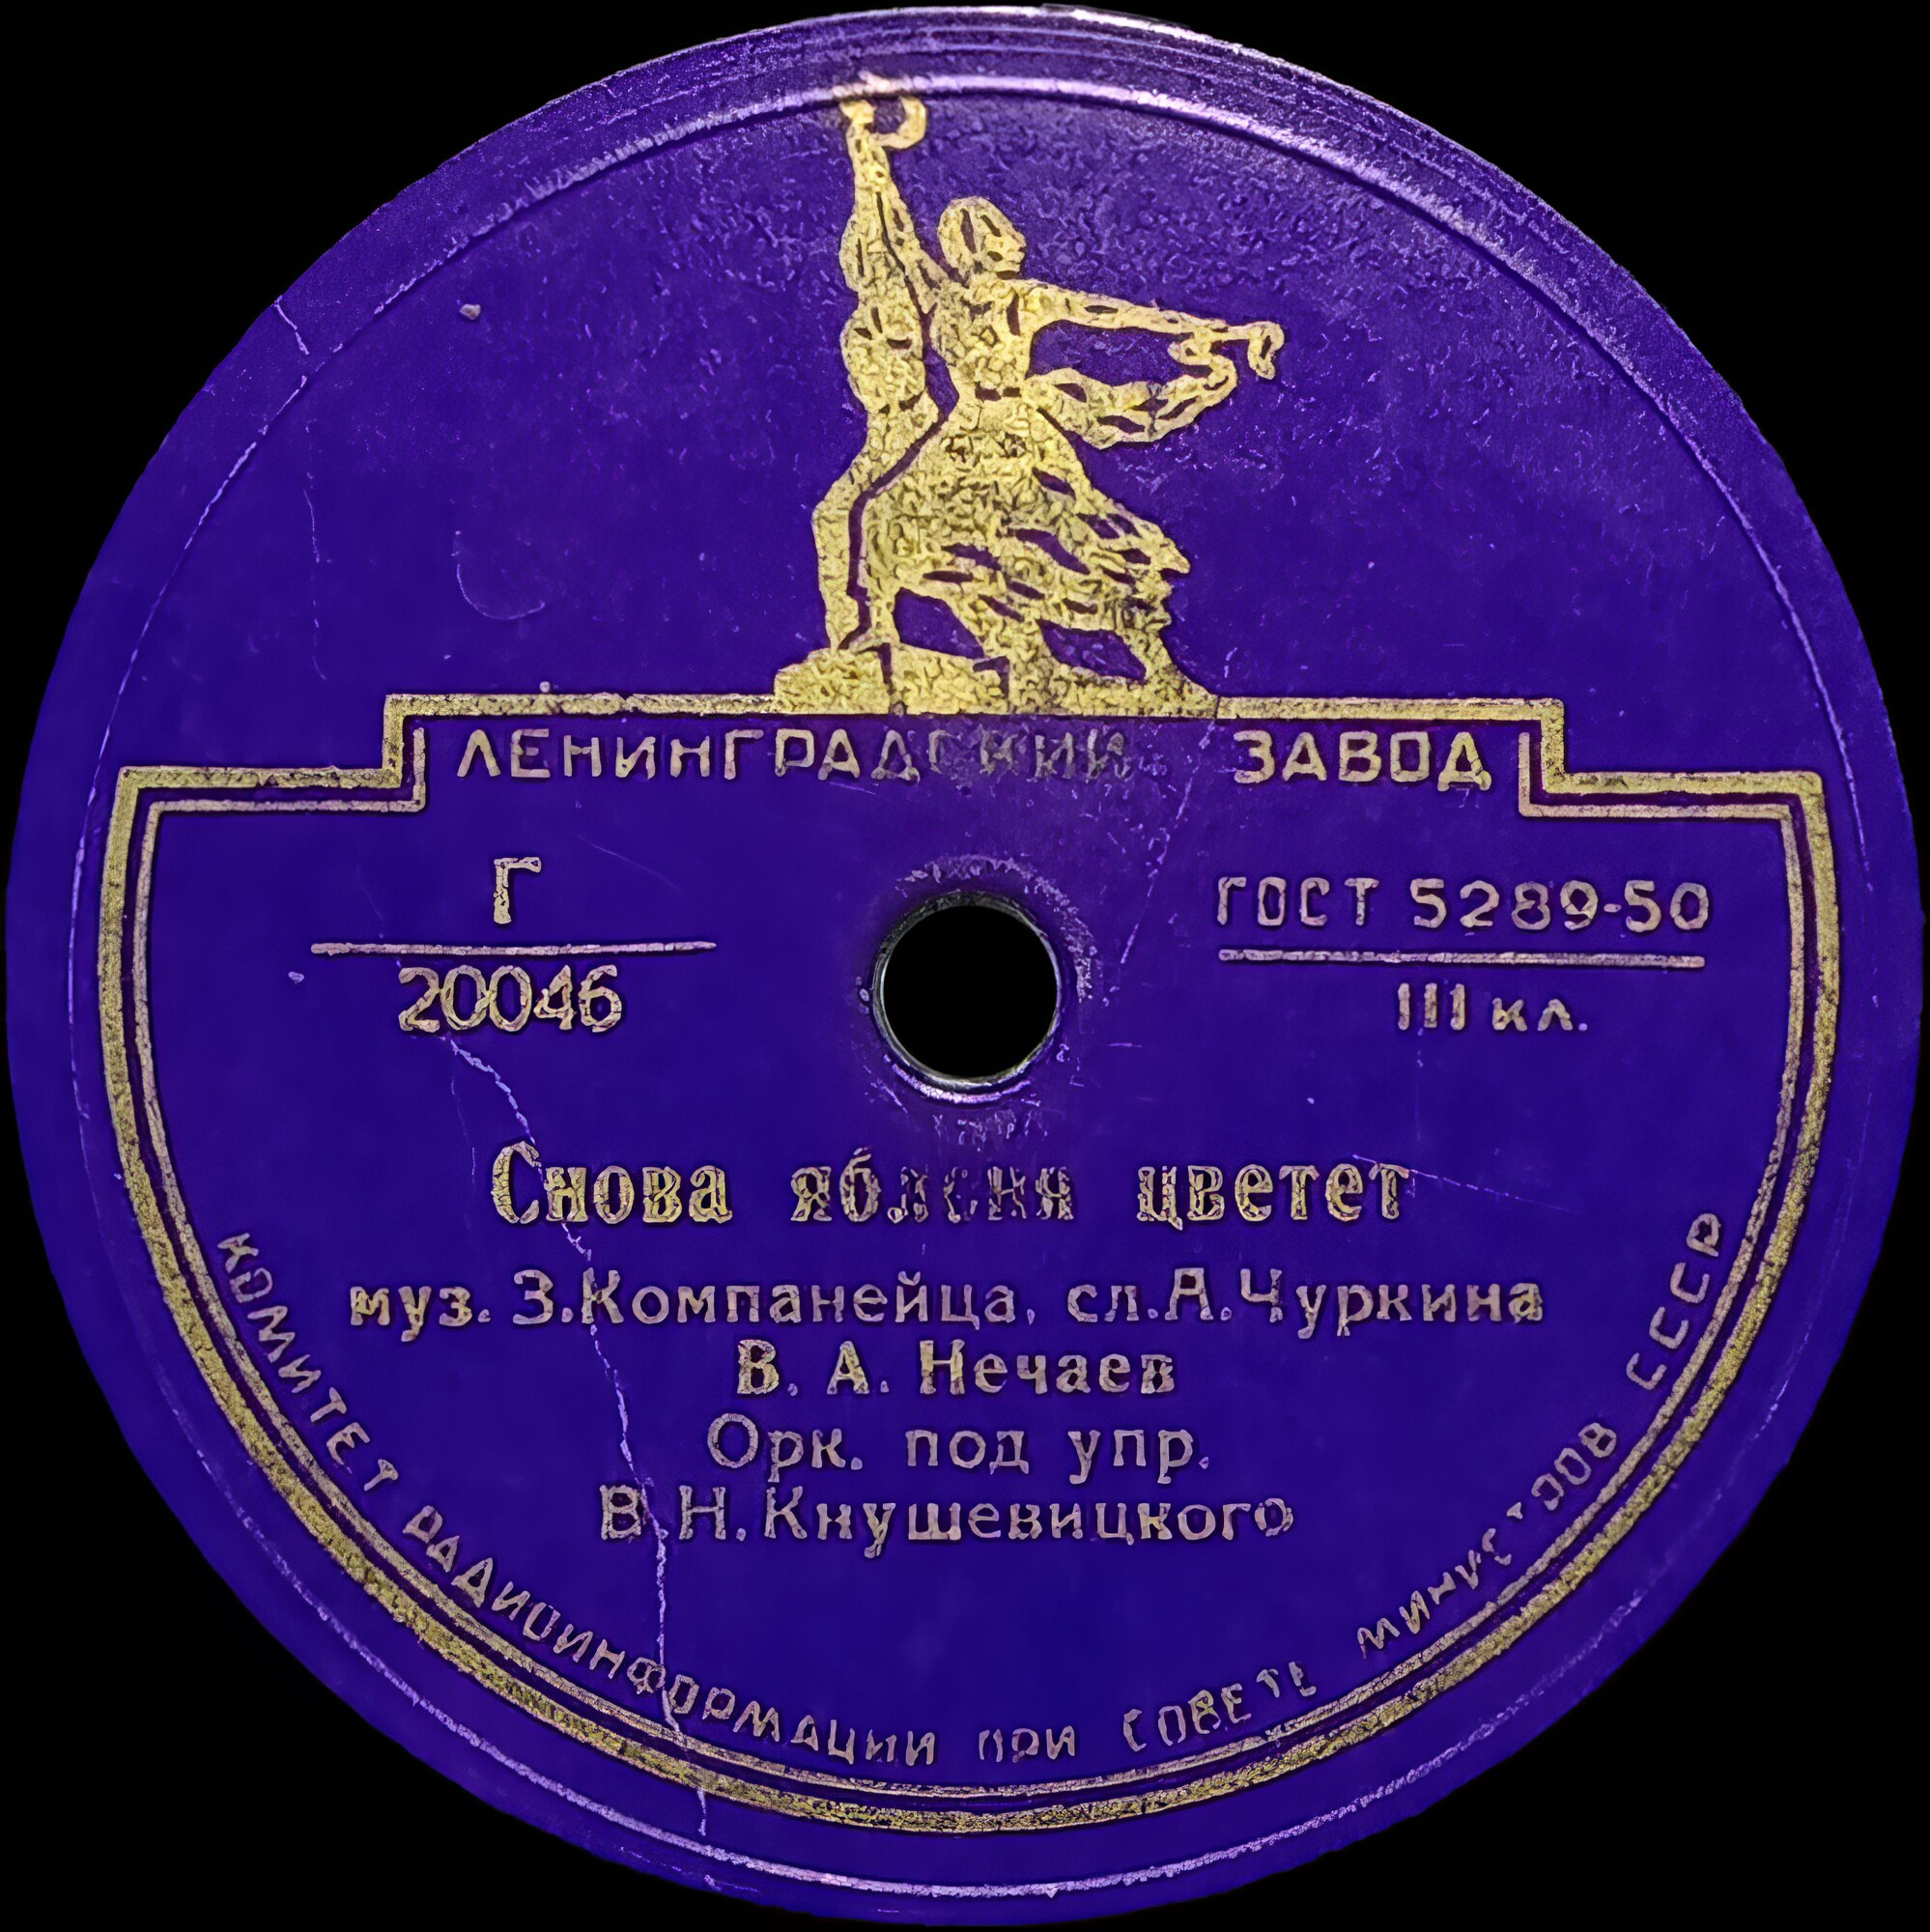 ЛЕНИНГРАДСКИЙ ЗАВОД
Г
20046
ГОСТ 5289-50
III кл.
Снова яблоня цветет
муз. З.Компанейца, сл.А.Чуркина
В. А. Нечаев
Орк. под упр.
В.Н.Кнушевицкого
КОМИТЕТ РАДИОИНФОРМАЦИИ ПРИ СОВЕТЕ МИНИСТРОВ СССР